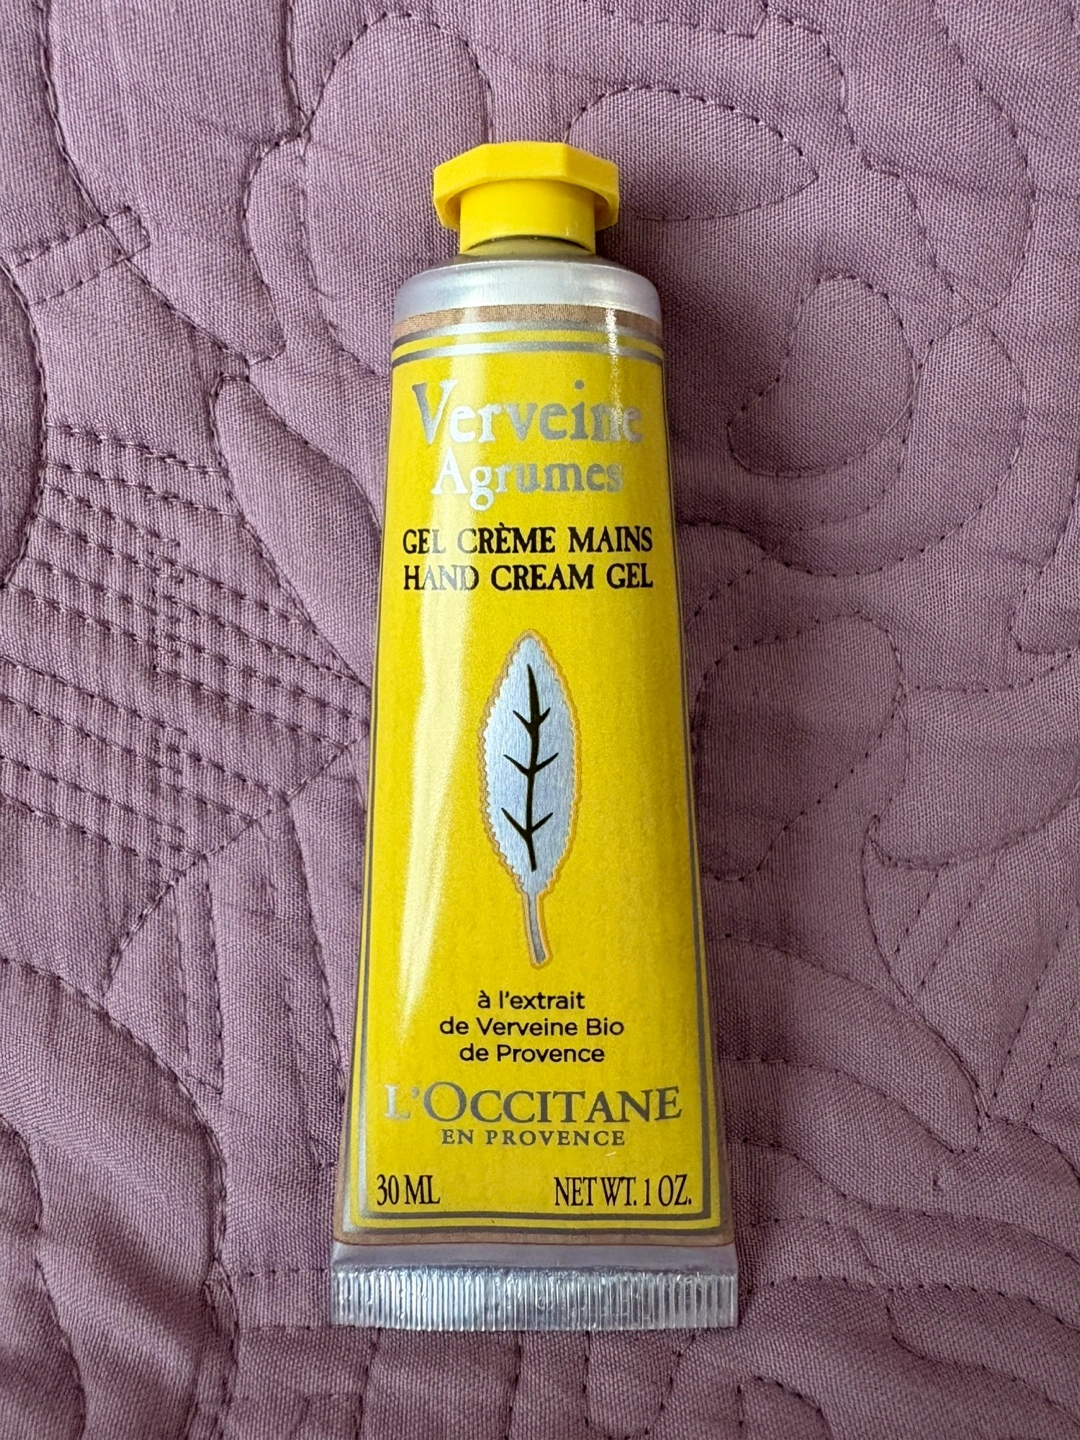 Verveine
Agrumes
GEL CRÈME MAINS
HAND CREAM GEL
à l'extrait
de Verveine Bio
de Provence
L'OCCITANE
EN PROVENCE
30 ML NET WT. 1 OZ.